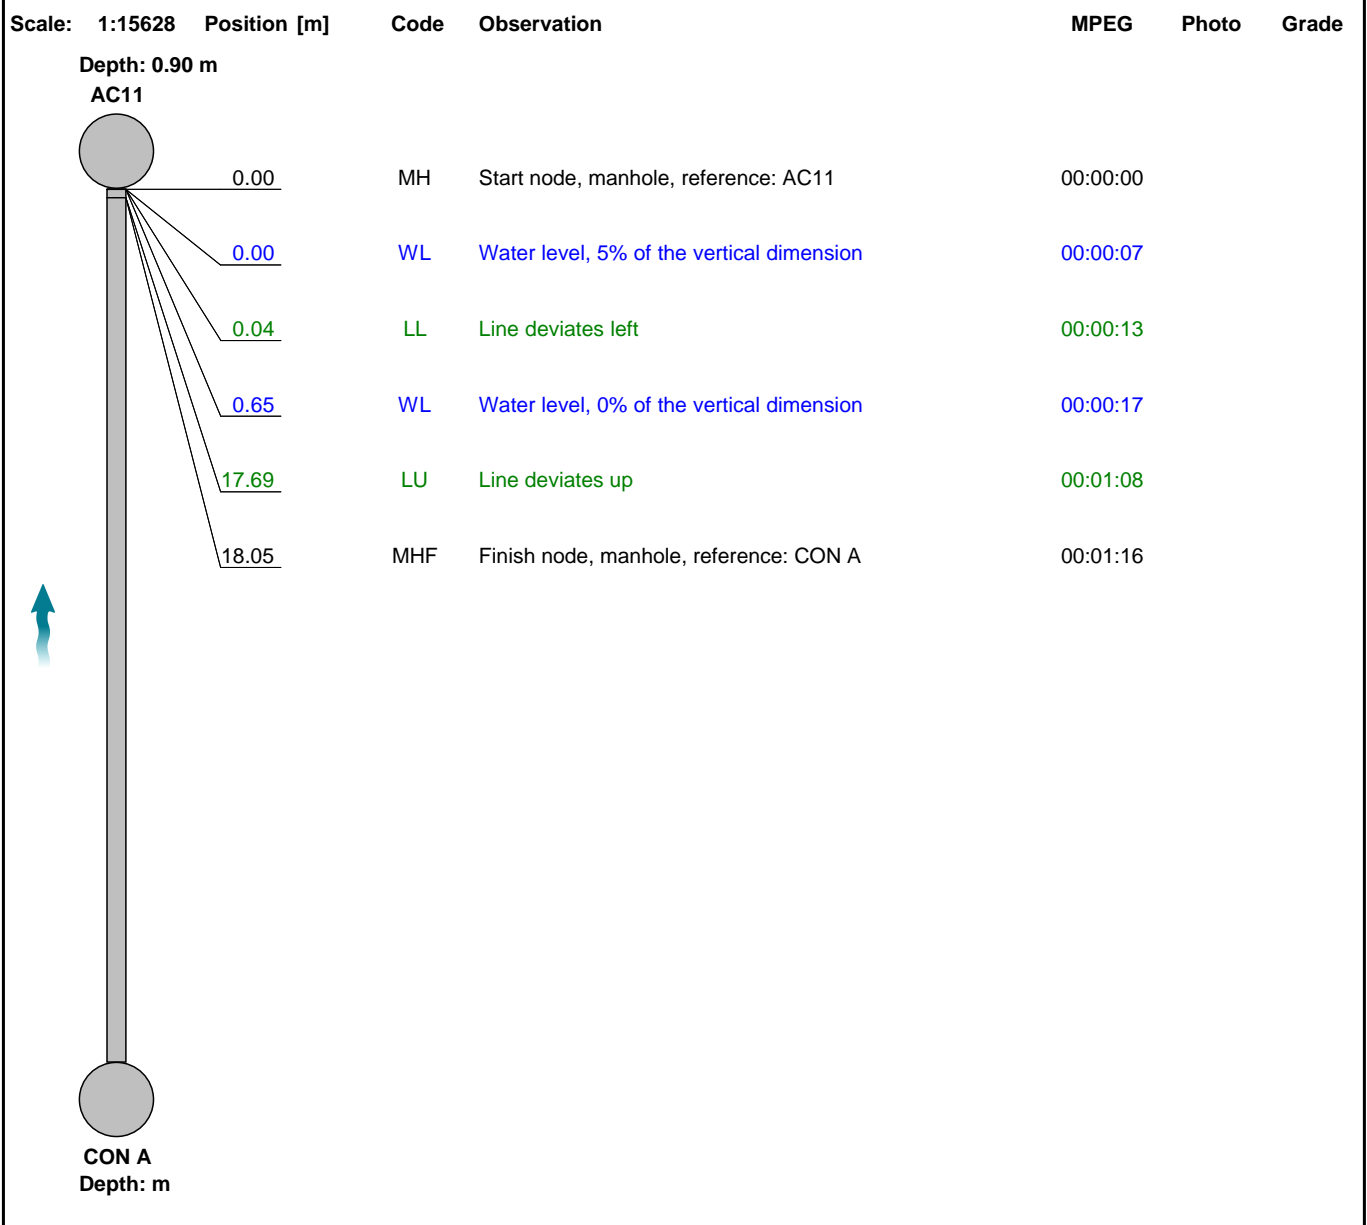 Scale: 1:15628 Position [m] Code Observation MPEG Photo Grade
Depth: 0.90 m
AC11
0.00 MH Start node, manhole, reference: AC11 00:00:00
0.00 WL Water level, 5% of the vertical dimension 00:00:07
0.04 LL Line deviates left 00:00:13
0.65 WL Water level, 0% of the vertical dimension 00:00:17
17.69 LU Line deviates up 00:01:08
18.05 MHF Finish node, manhole, reference: CON A 00:01:16
CON A
Depth: m